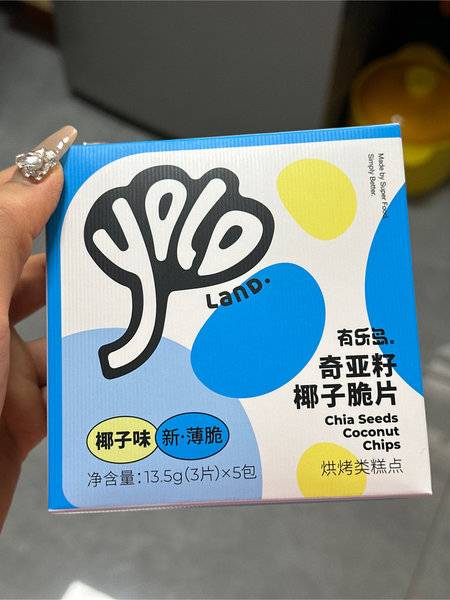 Made by Super Food.
Simply Better.
YOLO
LAND.
有乐岛。
奇亚籽
椰子脆片
Chia Seeds
Coconut
Chips
椰子味 新·薄脆
净含量:13.5g(3片)×5包
烘烤类糕点